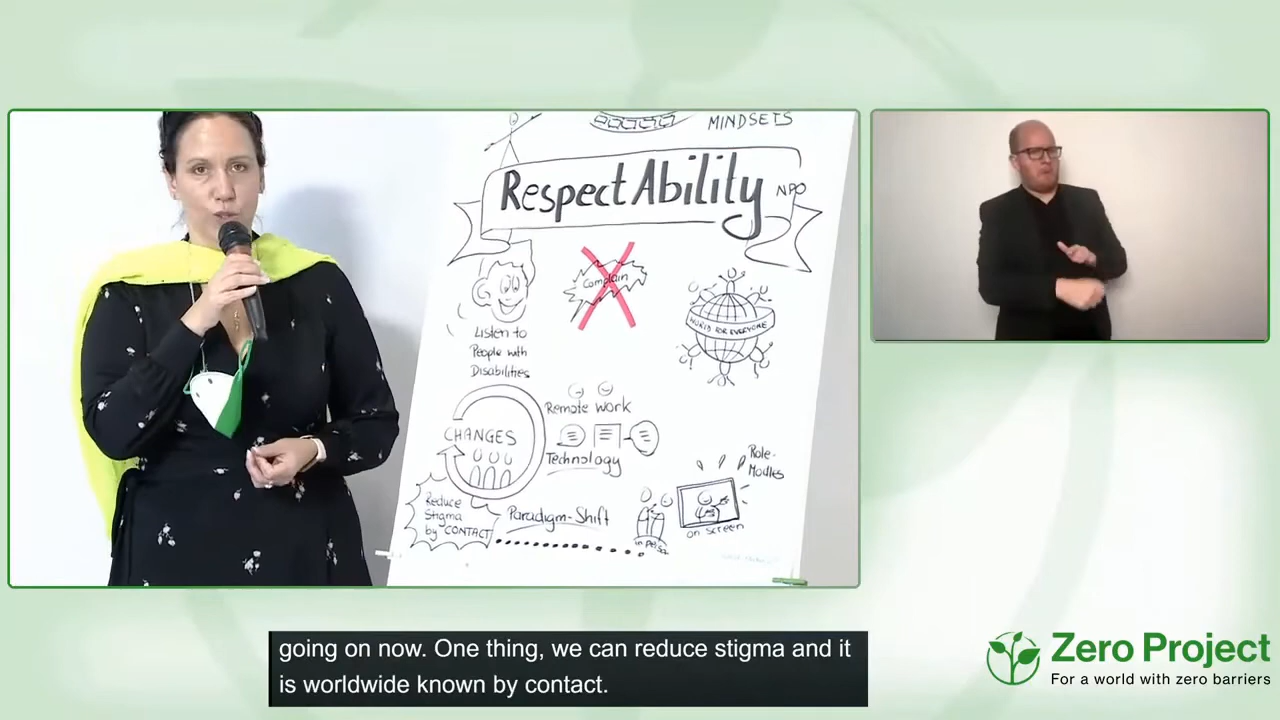 MINDSETS
RespectAbility
NPO
Complain
WORLD FOR EVERYONE
Listen to
People with
Disabilities
Remote work
CHANGES
Technology
Role-
Modles
Reduce
Stigma
by CONTACT
Paradigm-Shift
on screen
going on now. One thing, we can reduce stigma and it
is worldwide known by contact.
Zero Project
For a world with zero barriers